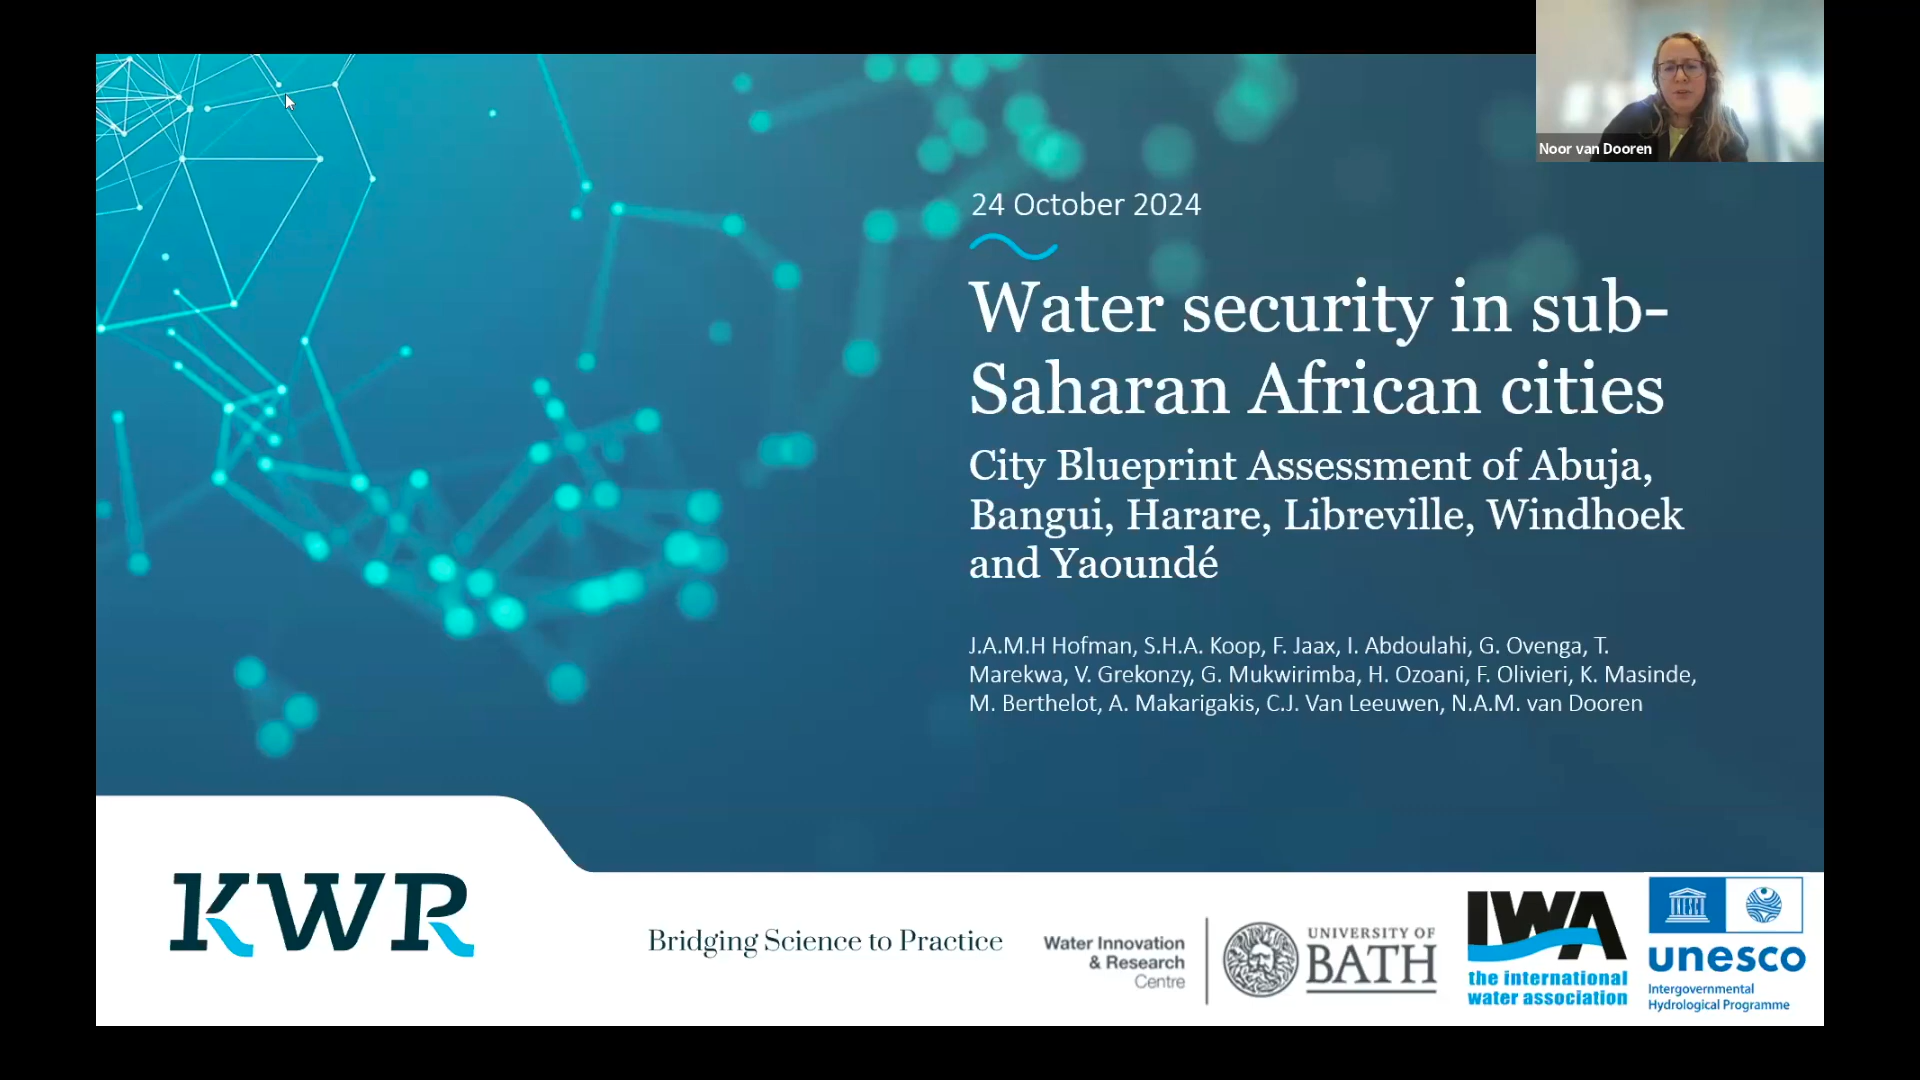 Noor van Dooren
24 October 2024
Water security in sub-
Saharan African cities
City Blueprint Assessment of Abuja,
Bangui, Harare, Libreville, Windhoek
and Yaoundé
J.A.M.H Hofman, S.H.A. Koop, F. Jaax, I. Abdoulahi, G. Ovenga, T.
Marekwa, V. Grekonzy, G. Mukwirimba, H. Ozoani, F. Olivieri, K. Masinde,
M. Berthelot, A. Makarigakis, C.J. Van Leeuwen, N.A.M. van Dooren
KWR
Bridging Science to Practice
Water Innovation
& Research
Centre
UNIVERSITY OF
BATH
IWA
the international
water association
UNESCO
unesco
Intergovernmental
Hydrological Programme